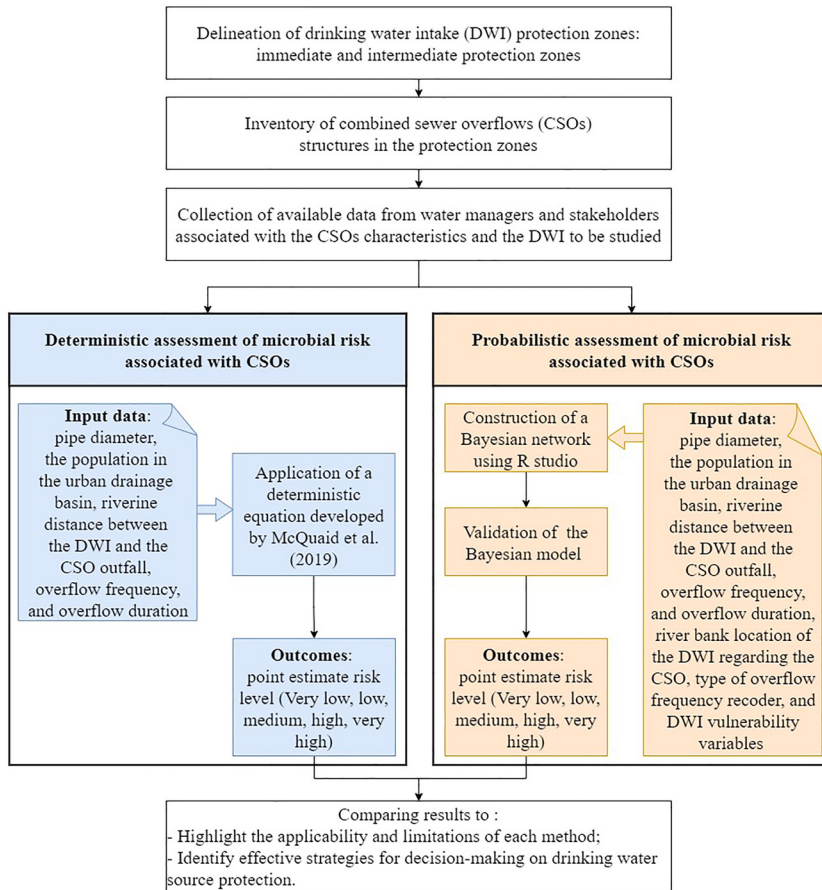 Delineation of drinking water intake (DWI) protection zones:
immediate and intermediate protection zones
Inventory of combined sewer overflows (CSOs)
structures in the protection zones
Collection of available data from water managers and stakeholders
associated with the CSOs characteristics and the DWI to be studied
Deterministic assessment of microbial risk
associated with CSOs
Input data:
pipe diameter,
the population in
the urban drainage
basin, riverine
distance between
the DWI and the
CSO outfall,
overflow frequency,
and overflow duration
Application of a
deterministic
equation developed
by McQuaid et al.
(2019)
Outcomes:
point estimate risk
level (Very low, low,
medium, high, very
high)
Probabilistic assessment of microbial risk
associated with CSOs
Construction of a
Bayesian network
using R studio
Validation of the
Bayesian model
Outcomes:
point estimate risk
level (Very low, low,
medium, high, very
high)
Input data:
pipe diameter,
the population in
the urban drainage
basin, riverine
distance between
the DWI and the
CSO outfall,
overflow frequency,
and overflow duration,
river bank location of
the DWI regarding the
CSO, type of overflow
frequency recoder, and
DWI vulnerability
variables
Comparing results to :
- Highlight the applicability and limitations of each method;
- Identify effective strategies for decision-making on drinking water
source protection.